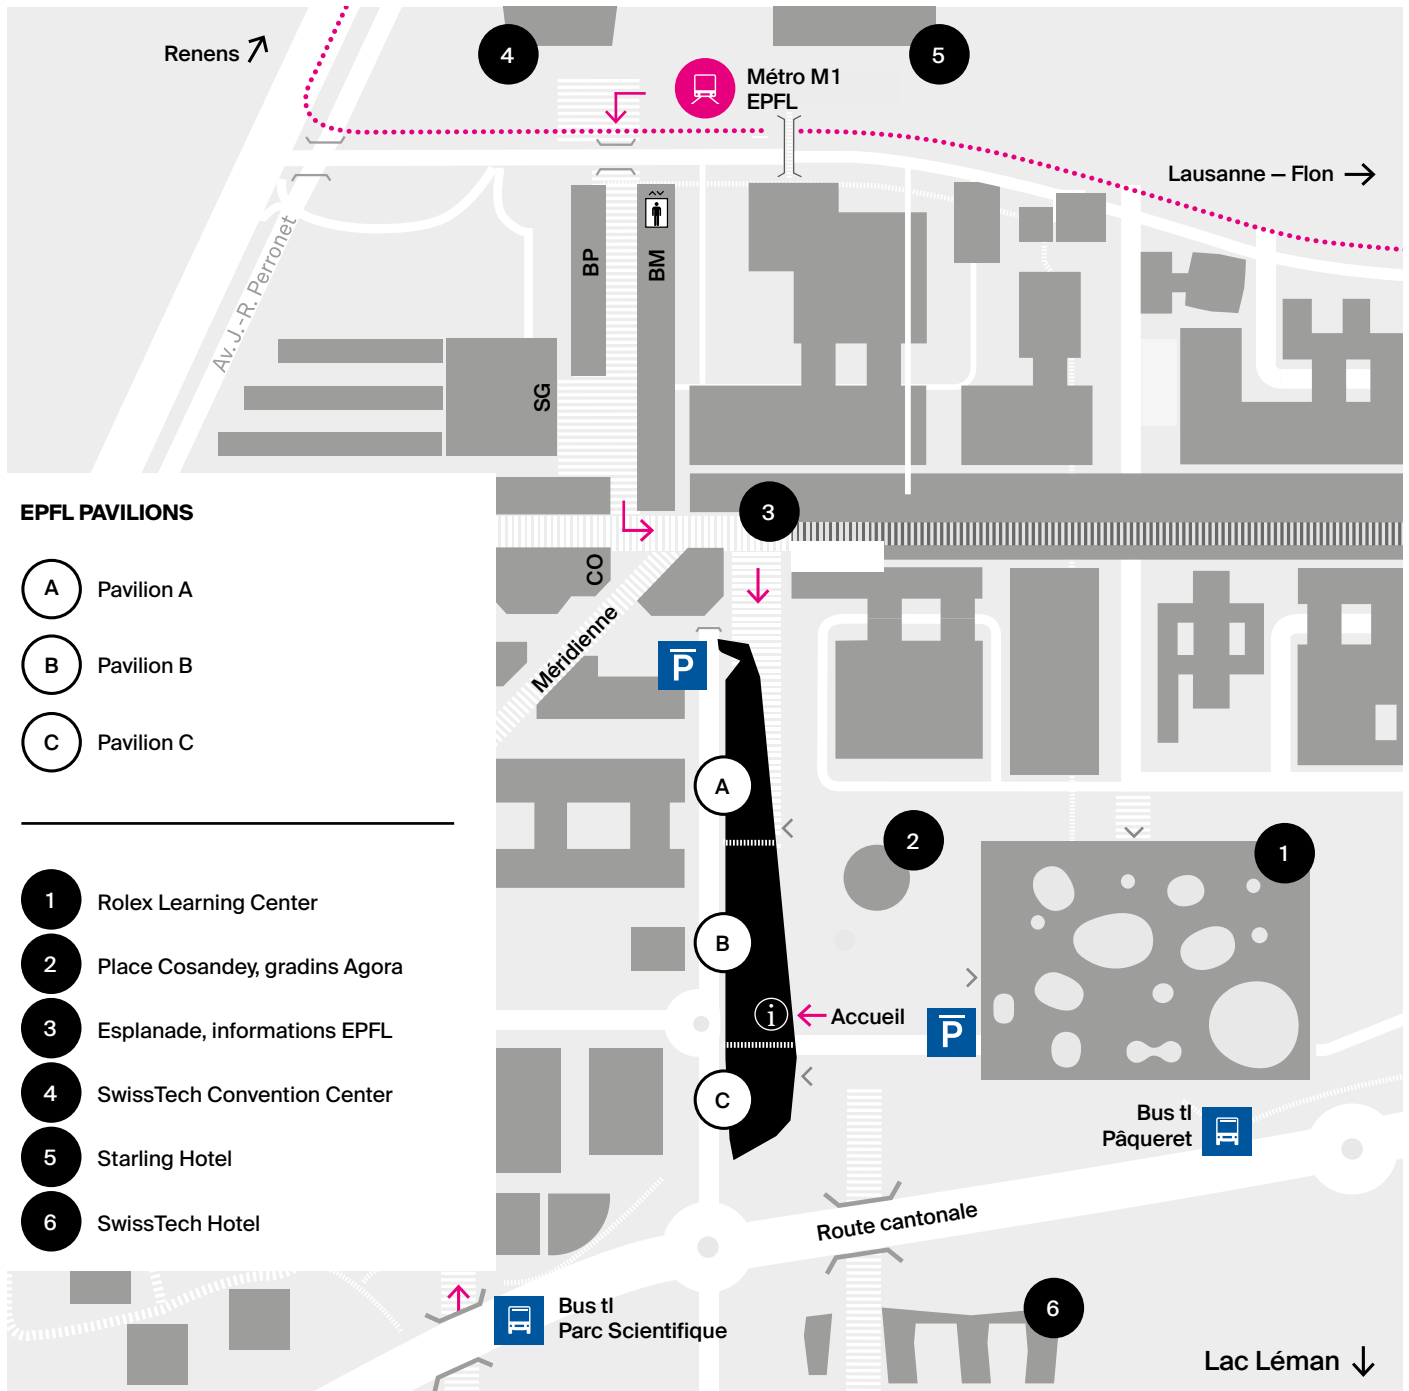 Renens
4
Métro M1
EPFL
5
Lausanne – Flon
Av. J.-R. Perronet
BP
BM
SG
EPFL PAVILIONS
A Pavilion A
B Pavilion B
C Pavilion C
1 Rolex Learning Center
2 Place Cosandey, gradins Agora
3 Esplanade, informations EPFL
4 SwissTech Convention Center
5 Starling Hotel
6 SwissTech Hotel
3
CO
Méridienne
P
A
2
1
B
i
Accueil
P
C
Bus tl
Pâqueret
Route cantonale
Bus tl
Parc Scientifique
6
Lac Léman